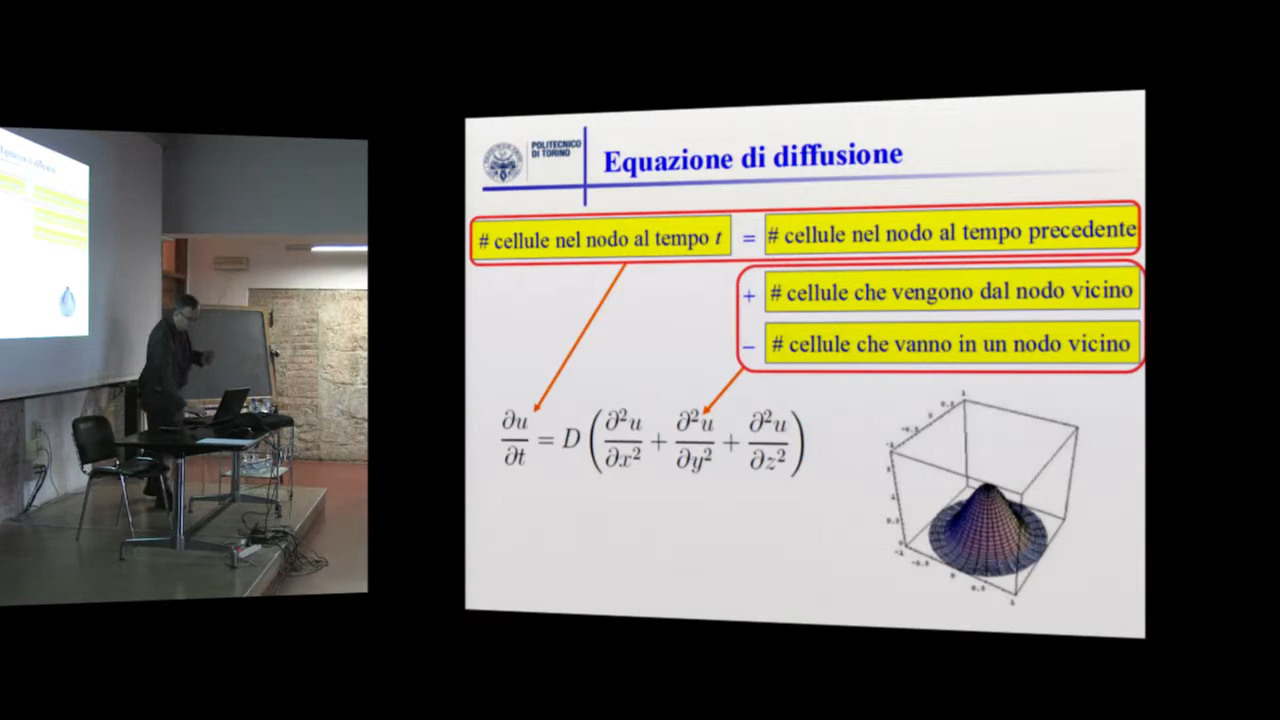 POLITECNICO
DI TORINO
Equazione di diffusione
# cellule nel nodo al tempo t = # cellule nel nodo al tempo precedente
+ # cellule che vengono dal nodo vicino
− # cellule che vanno in un nodo vicino
∂u/∂t = D (∂²u/∂x² + ∂²u/∂y² + ∂²u/∂z²)